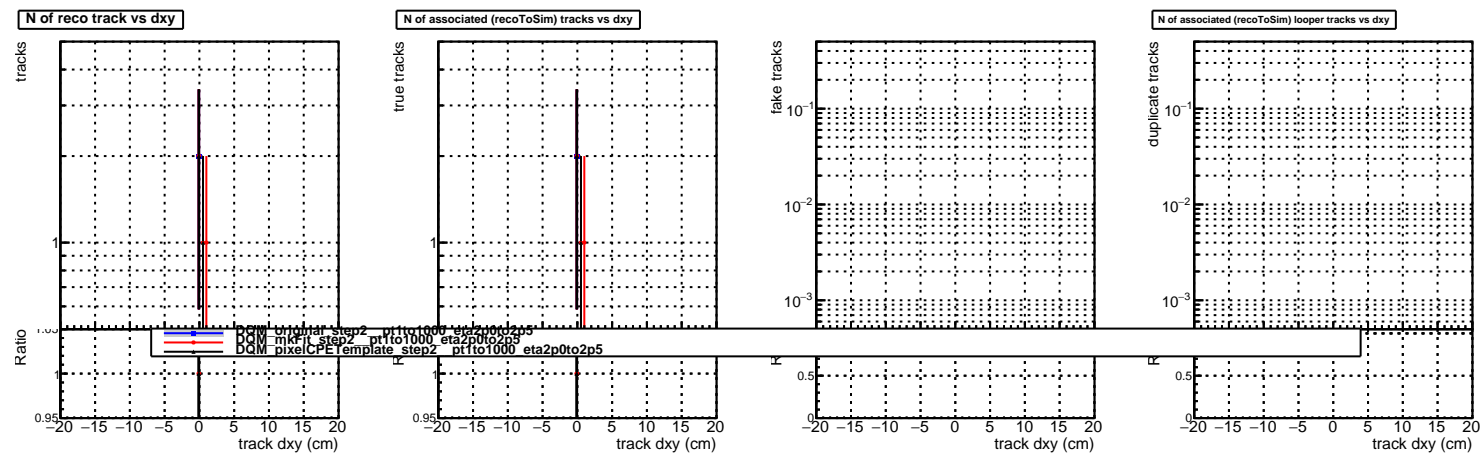 N of reco track vs dxy
tracks
1
1.05
Ratio
1
0.95
−20 −15 −10 −5 0 5 10 15 20
track dxy (cm)
N of associated (recoToSim) tracks vs dxy
true tracks
1
1
0.95
−20 −15 −10 −5 0 5 10 15 20
track dxy (cm)
fake tracks
10−1
10−2
10−3
0.5
0
−20 −15 −10 −5 0 5 10 15 20
track dxy (cm)
N of associated (recoToSim) looper tracks vs dxy
duplicate tracks
10−1
10−2
10−3
0.5
0
−20 −15 −10 −5 0 5 10 15 20
track dxy (cm)
DQM_original_step2__pt1to1000_eta2p0to2p5
DQM_mkFit_step2__pt1to1000_eta2p0to2p5
DQM_pixelCPETemplate_step2__pt1to1000_eta2p0to2p5